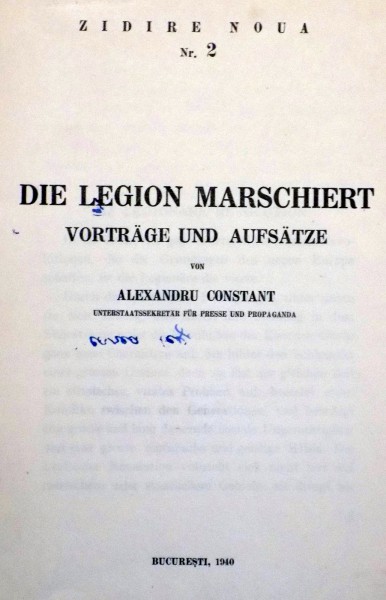 ZIDIRE NOUA
Nr. 2
DIE LEGION MARSCHIERT
VORTRÄGE UND AUFSÄTZE
VON
ALEXANDRU CONSTANT
UNTERSTAATSSEKRETÄR FÜR PRESSE UND PROPAGANDA
BUCUREȘTI, 1940